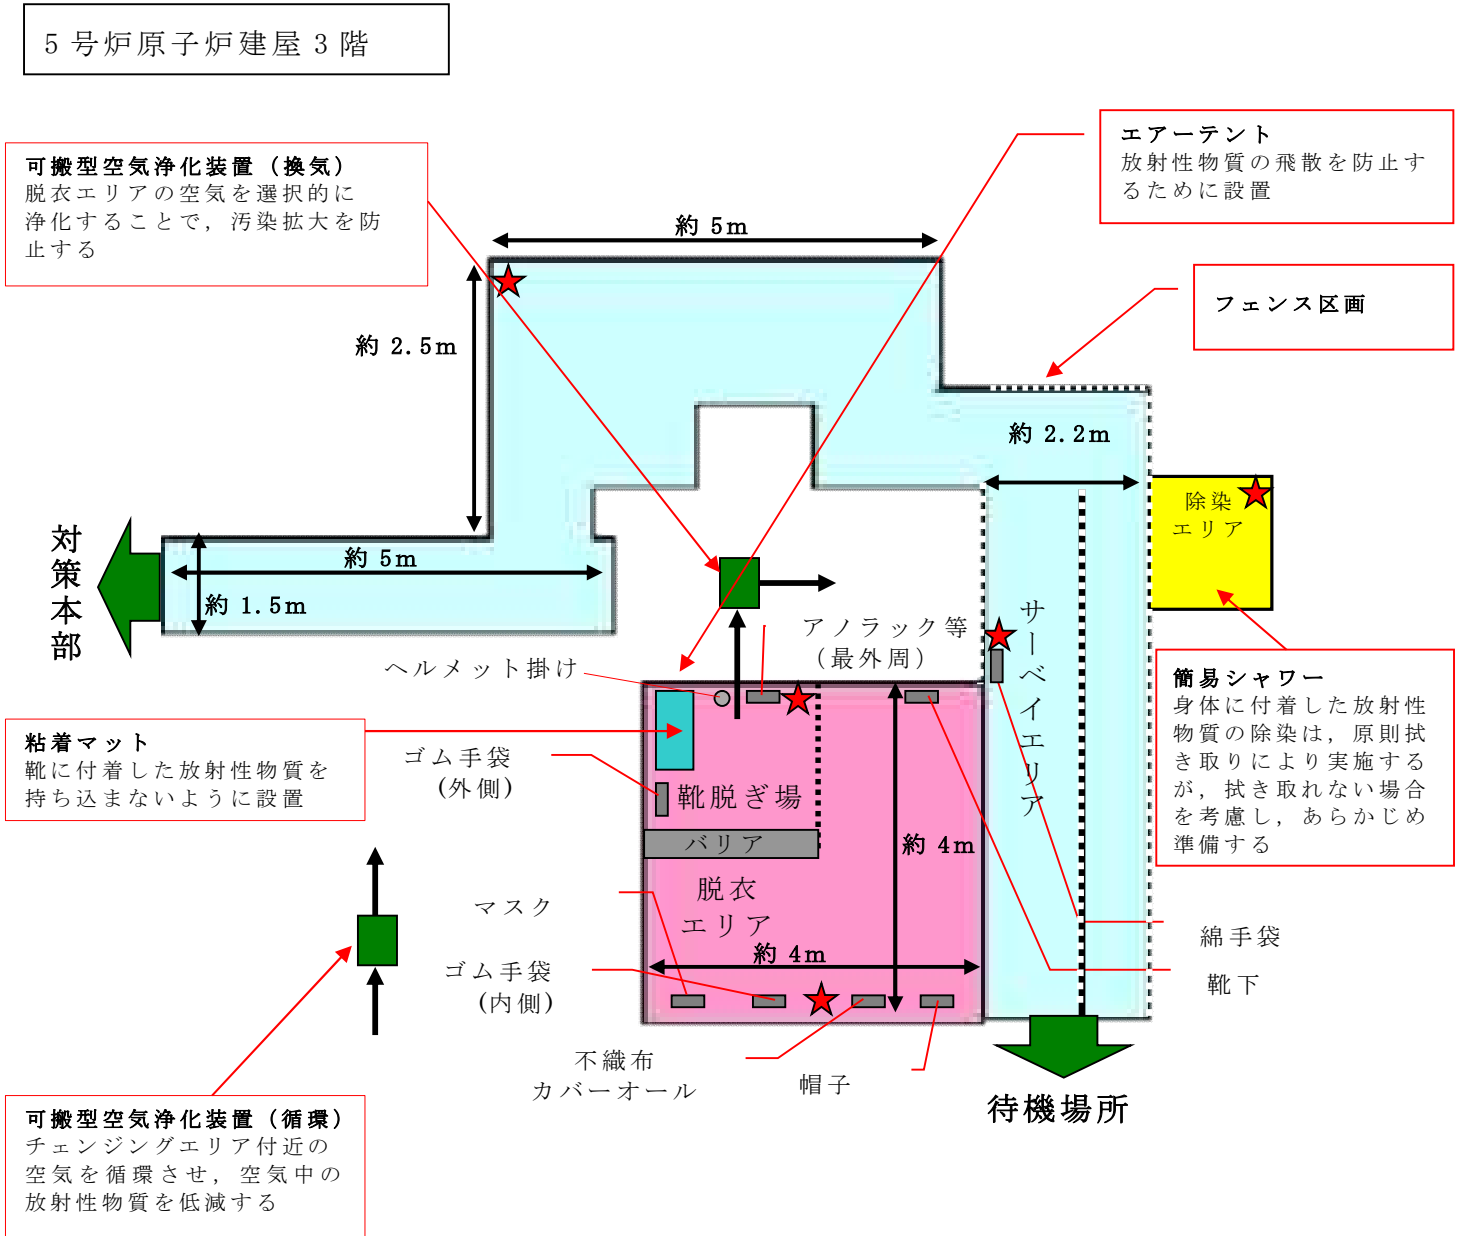 5号炉原子炉建屋3階
可搬型空気浄化装置（換気）
脱衣エリアの空気を選択的に
浄化することで，汚染拡大を防
止する
エアーテント
放射性物質の飛散を防止す
るために設置
フェンス区画
約 5m
約 2.5m
約 2.2m
除染
エリア
対策本部
約 5m
約 1.5m
サーベイエリア
アノラック等
（最外周）
ヘルメット掛け
簡易シャワー
身体に付着した放射性
物質の除染は，原則拭
き取りにより実施する
が，拭き取れない場合
を考慮し，あらかじめ
準備する
粘着マット
靴に付着した放射性物質を
持ち込まないように設置
ゴム手袋
(外側)
靴脱ぎ場
バリア
約 4m
脱衣
エリア
マスク
約 4m
ゴム手袋
(内側)
綿手袋
靴下
不織布
カバーオール
帽子
待機場所
可搬型空気浄化装置（循環）
チェンジングエリア付近の
空気を循環させ，空気中の
放射性物質を低減する